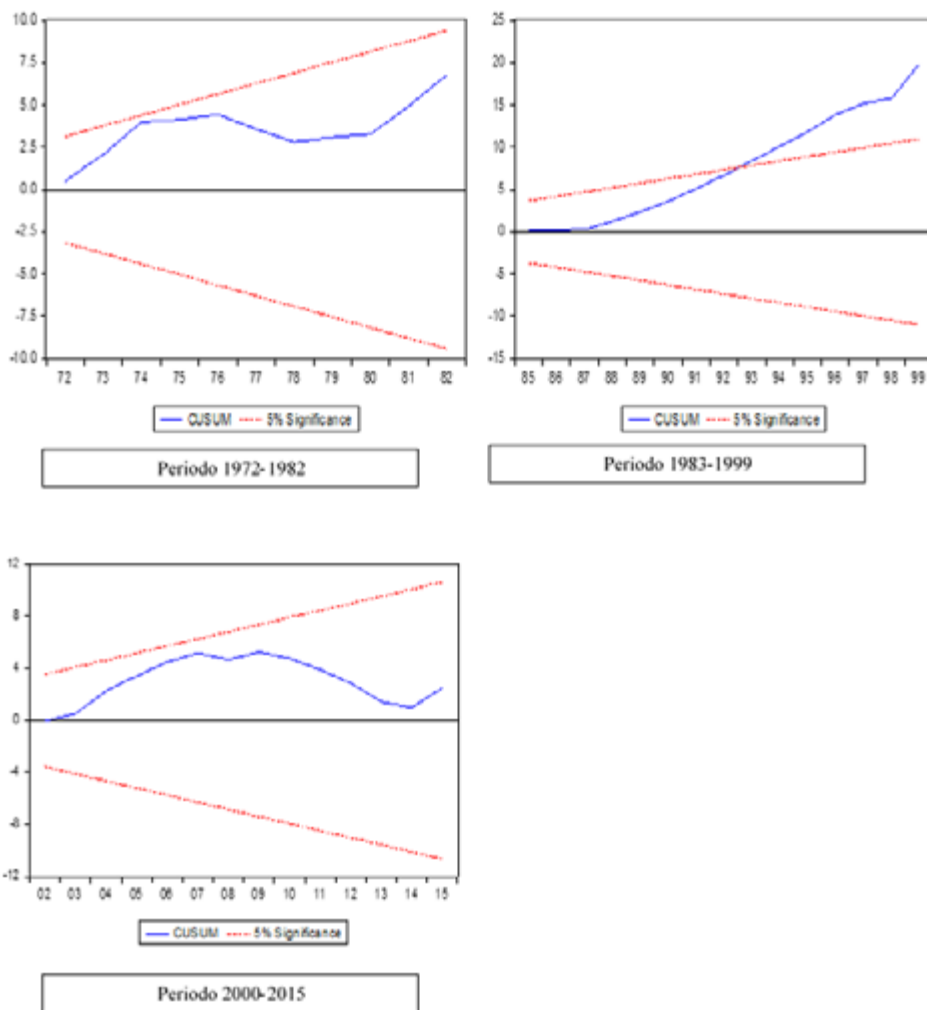 10.0
7.5
5.0
2.5
0.0
-2.5
-5.0
-7.5
-10.0
72 73 74 75 76 77 78 79 80 81 82
CUSUM 5% Significance
Periodo 1972-1982
25
20
15
10
5
0
-5
-10
-15
85 86 87 88 89 90 91 92 93 94 95 96 97 98 99
CUSUM 5% Significance
Periodo 1983-1999
12
8
4
0
-4
-8
-12
02 03 04 05 06 07 08 09 10 11 12 13 14 15
CUSUM 5% Significance
Periodo 2000-2015